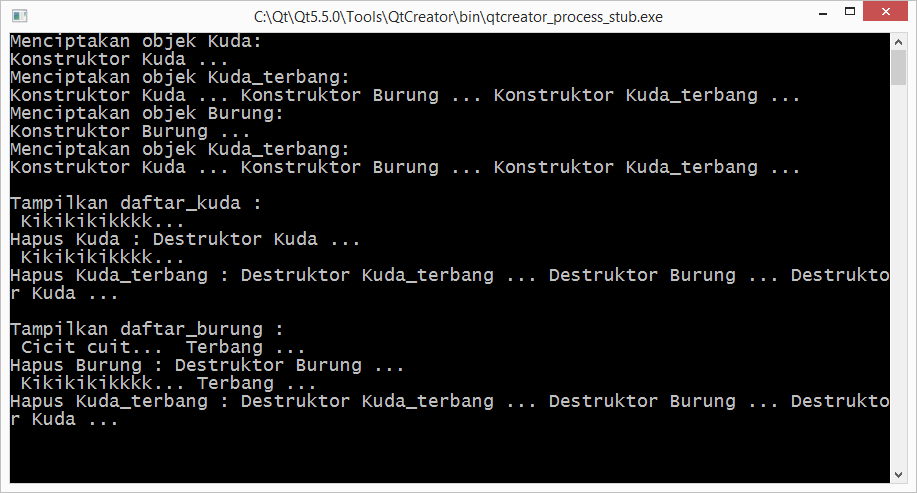 C:\Qt\Qt5.5.0\Tools\QtCreator\bin\qtcreator_process_stub.exe
Menciptakan objek Kuda:
Konstruktor Kuda ...
Menciptakan objek Kuda_terbang:
Konstruktor Kuda ... Konstruktor Burung ... Konstruktor Kuda_terbang ...
Menciptakan objek Burung:
Konstruktor Burung ...
Menciptakan objek Kuda_terbang:
Konstruktor Kuda ... Konstruktor Burung ... Konstruktor Kuda_terbang ...
Tampilkan daftar_kuda :
Kikikikikkkk...
Hapus Kuda : Destruktor Kuda ...
Kikikikikkkk...
Hapus Kuda_terbang : Destruktor Kuda_terbang ... Destruktor Burung ... Destrukto
r Kuda ...
Tampilkan daftar_burung :
Cicit cuit...  Terbang ...
Hapus Burung : Destruktor Burung ...
Kikikikikkkk... Terbang ...
Hapus Kuda_terbang : Destruktor Kuda_terbang ... Destruktor Burung ... Destrukto
r Kuda ...